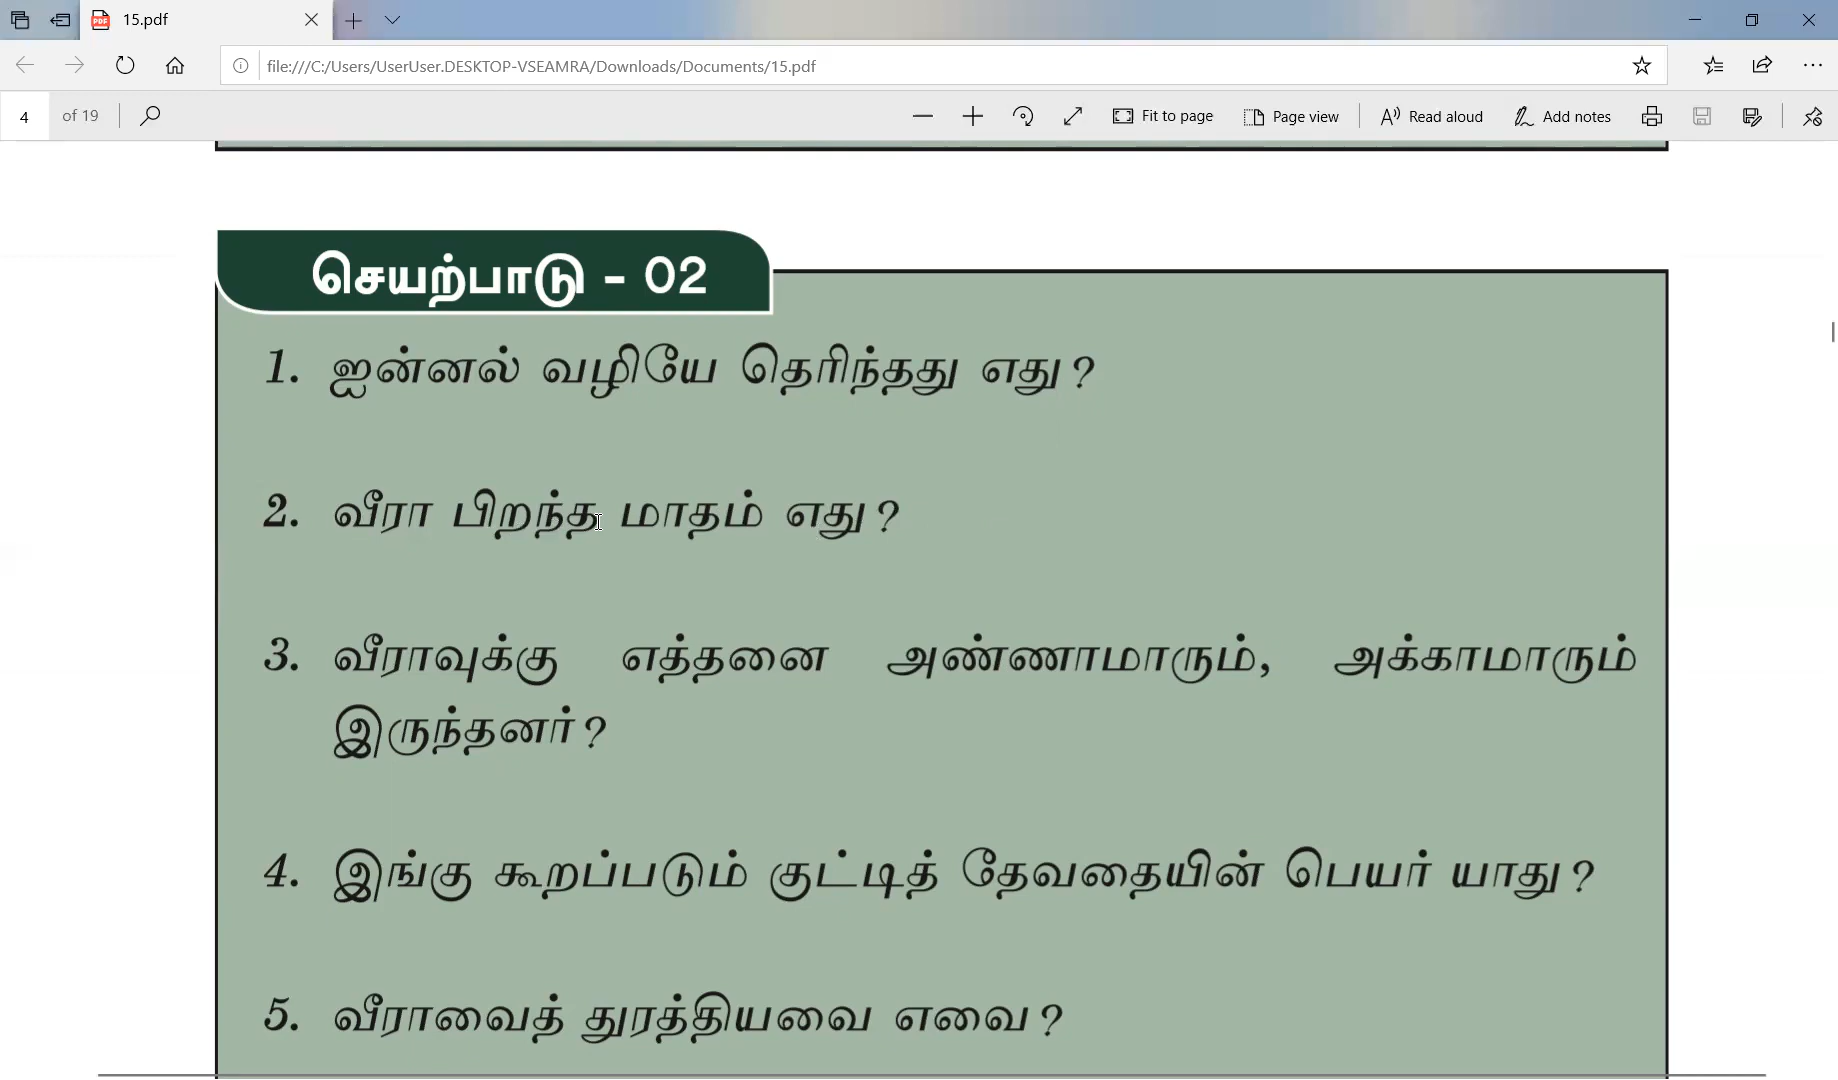 15.pdf
file:///C:/Users/UserUser.DESKTOP-VSEAMRA/Downloads/Documents/15.pdf
4 of 19 Fit to page Page view Read aloud Add notes
செயற்பாடு - 02
1. ஐன்னல் வழியே தெரிந்தது எது?
2. வீரா பிறந்த மாதம் எது?
3. வீராவுக்கு எத்தனை அண்ணாமாரும், அக்காமாரும்
இருந்தனர்?
4. இங்கு கூறப்படும் குட்டித் தேவதையின் பெயர் யாது?
5. வீராவைத் துரத்தியவை எவை?